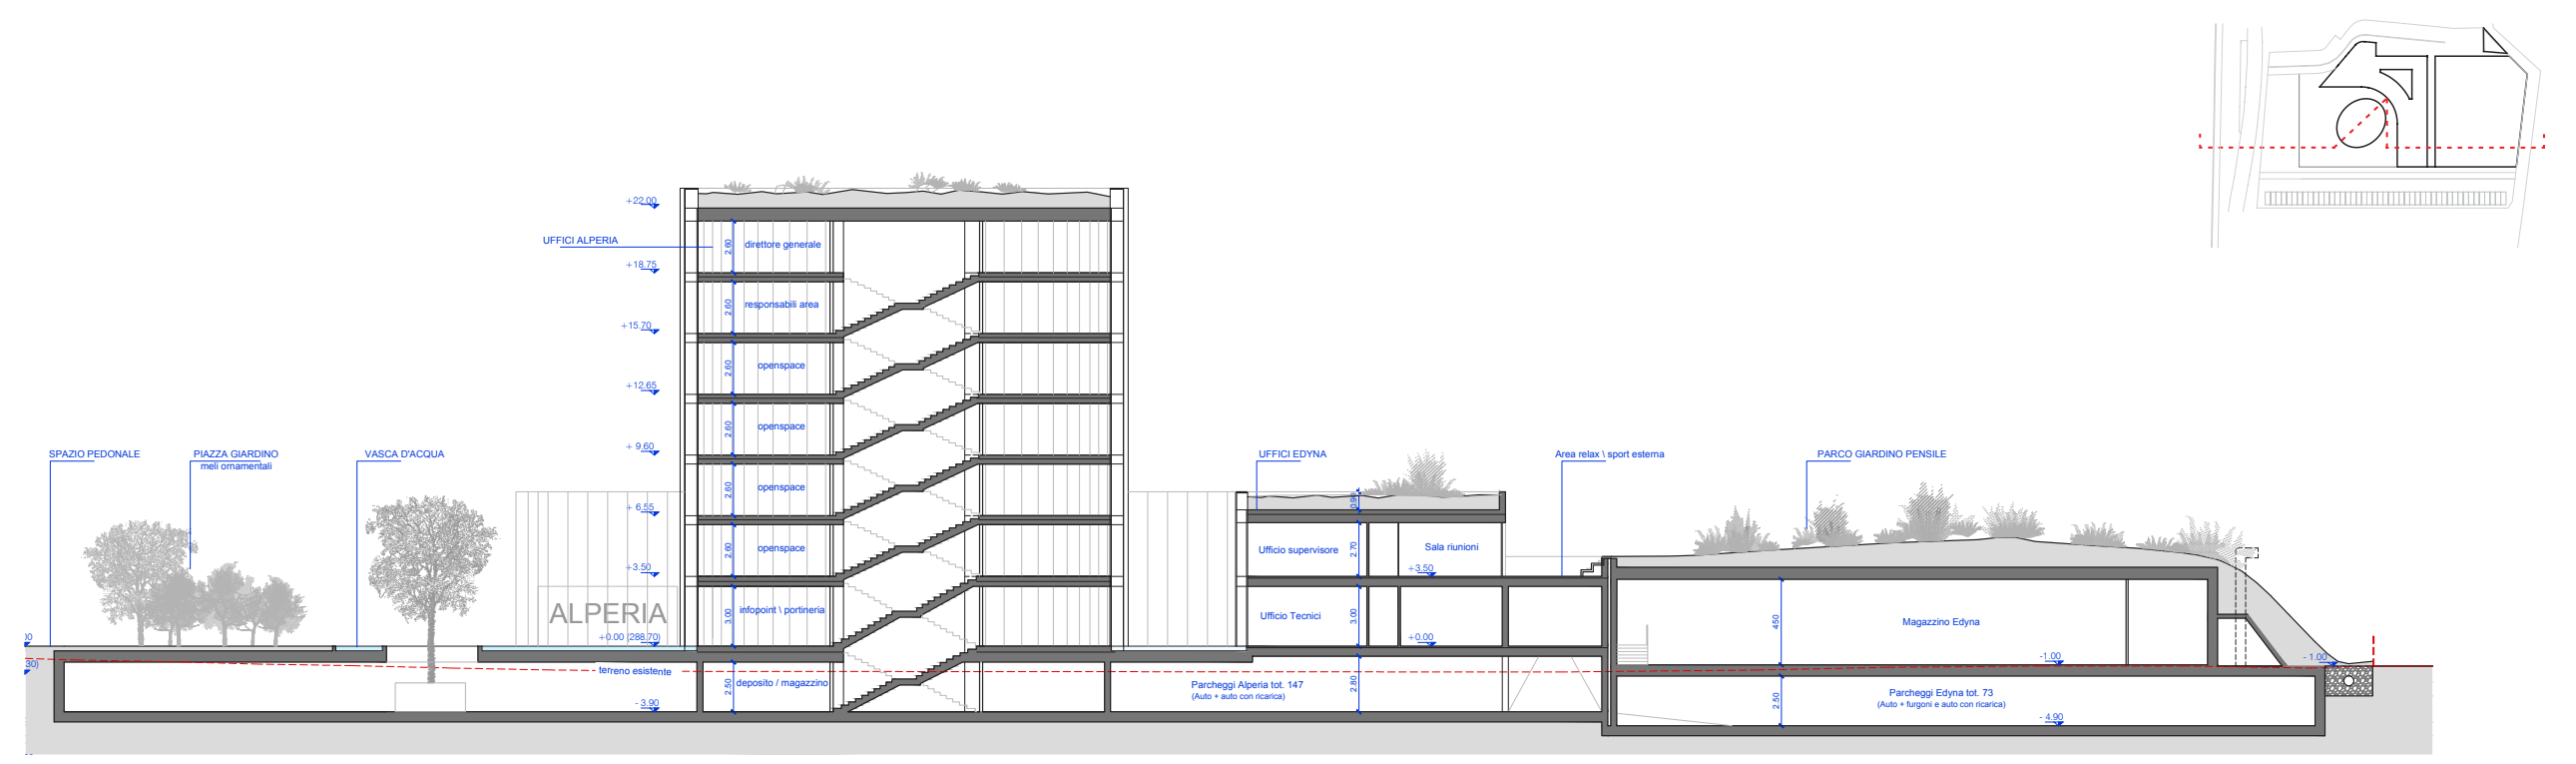 +22.00
UFFICI ALPERIA
2.60
direttore generale
+18.75
2.60
responsabili area
+15.70
2.60
openspace
+12.65
2.60
openspace
+ 9.60
2.60
openspace
+ 6.55
2.60
openspace
+3.50
3.00
infopoint \ portineria
+0.00 (288.70)
SPAZIO PEDONALE
PIAZZA GIARDINO
meli ornamentali
VASCA D'ACQUA
ALPERIA
00
30)
terreno esistente
2.50
deposito / magazzino
- 3.90
UFFICI EDYNA
0.90
Ufficio supervisore
2.70
Sala riunioni
+3.50
Ufficio Tecnici
3.00
+0.00
Parcheggi Alperia tot. 147
(Auto + auto con ricarica)
2.80
Area relax \ sport esterna
PARCO GIARDINO PENSILE
450
Magazzino Edyna
-1.00
- 1.00
2.50
Parcheggi Edyna tot. 73
(Auto + furgoni e auto con ricarica)
- 4.90